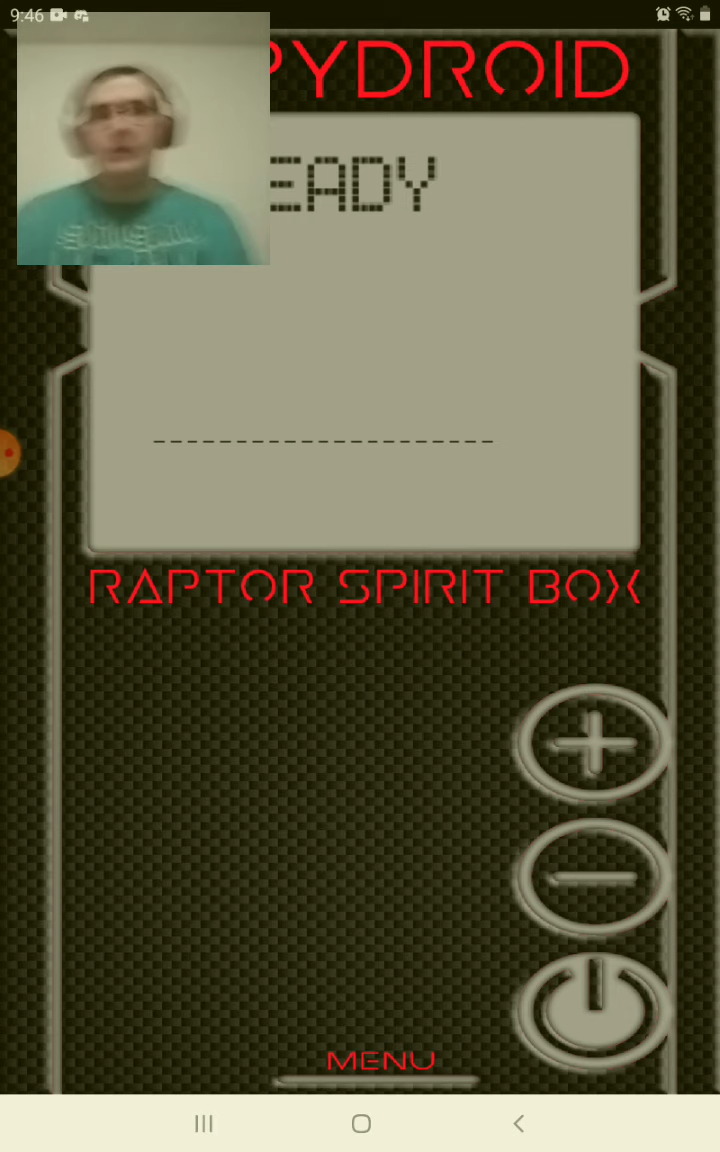 9:46
PYDROID
EADY
--------------------
RAPTOR SPIRIT BOX
MENU